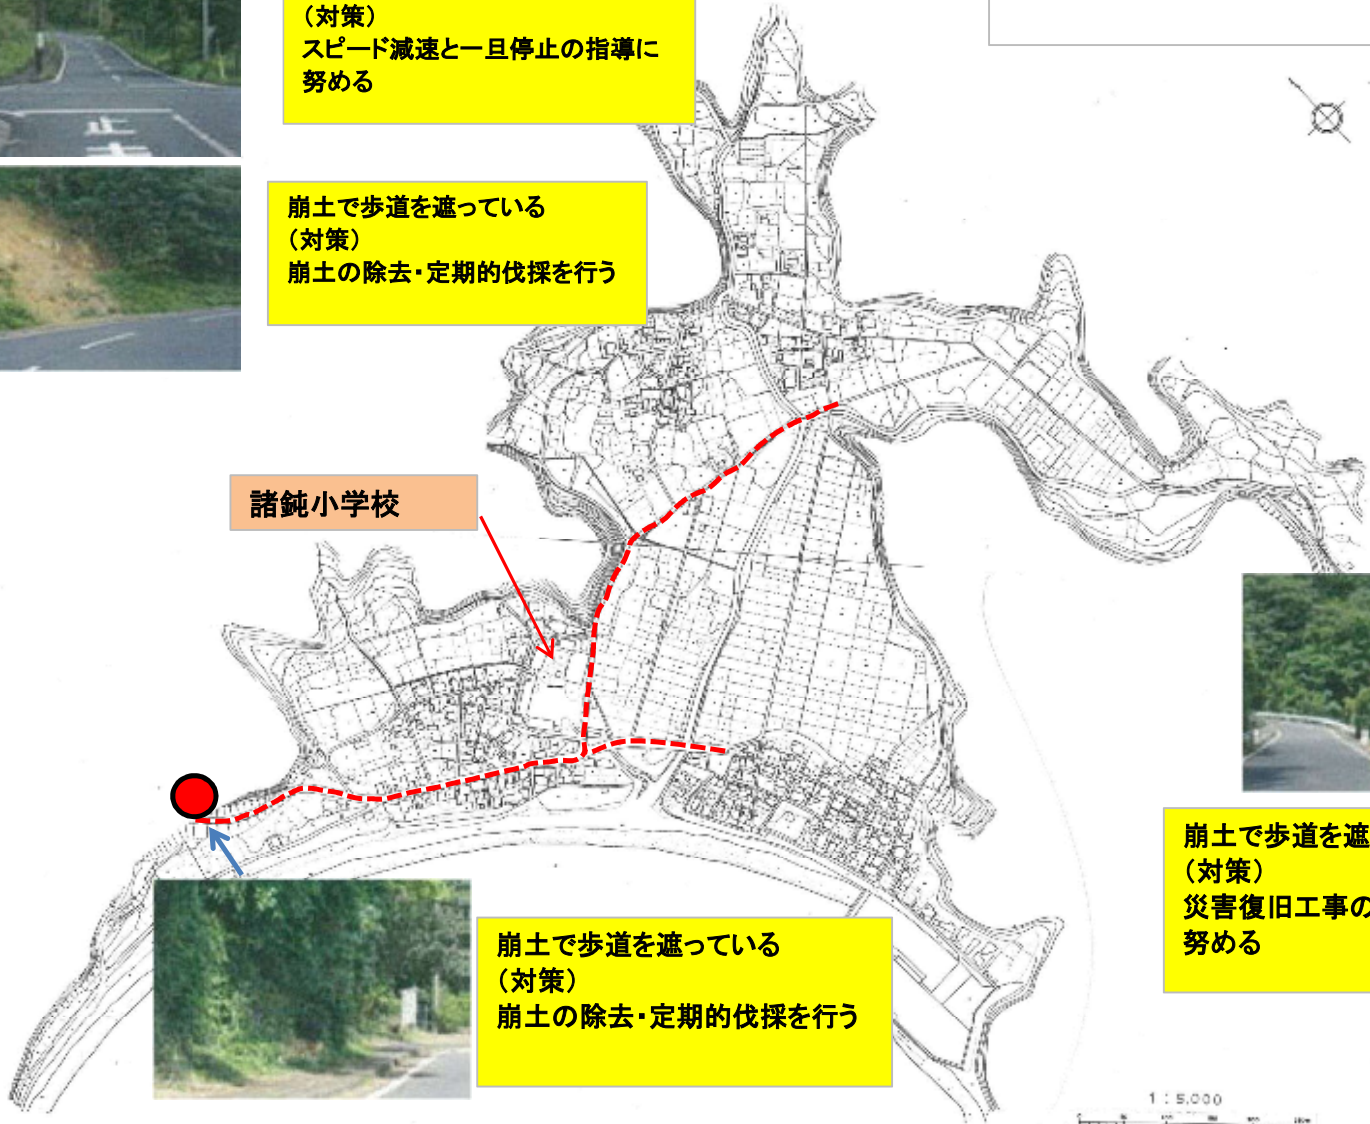 (対策)
スピード減速と一旦停止の指導に
努める
崩土で歩道を遮っている
(対策)
崩土の除去・定期的伐採を行う
諸鈍小学校
崩土で歩道を遮
(対策)
災害復旧工事の
努める
崩土で歩道を遮っている
(対策)
崩土の除去・定期的伐採を行う
1:5,000